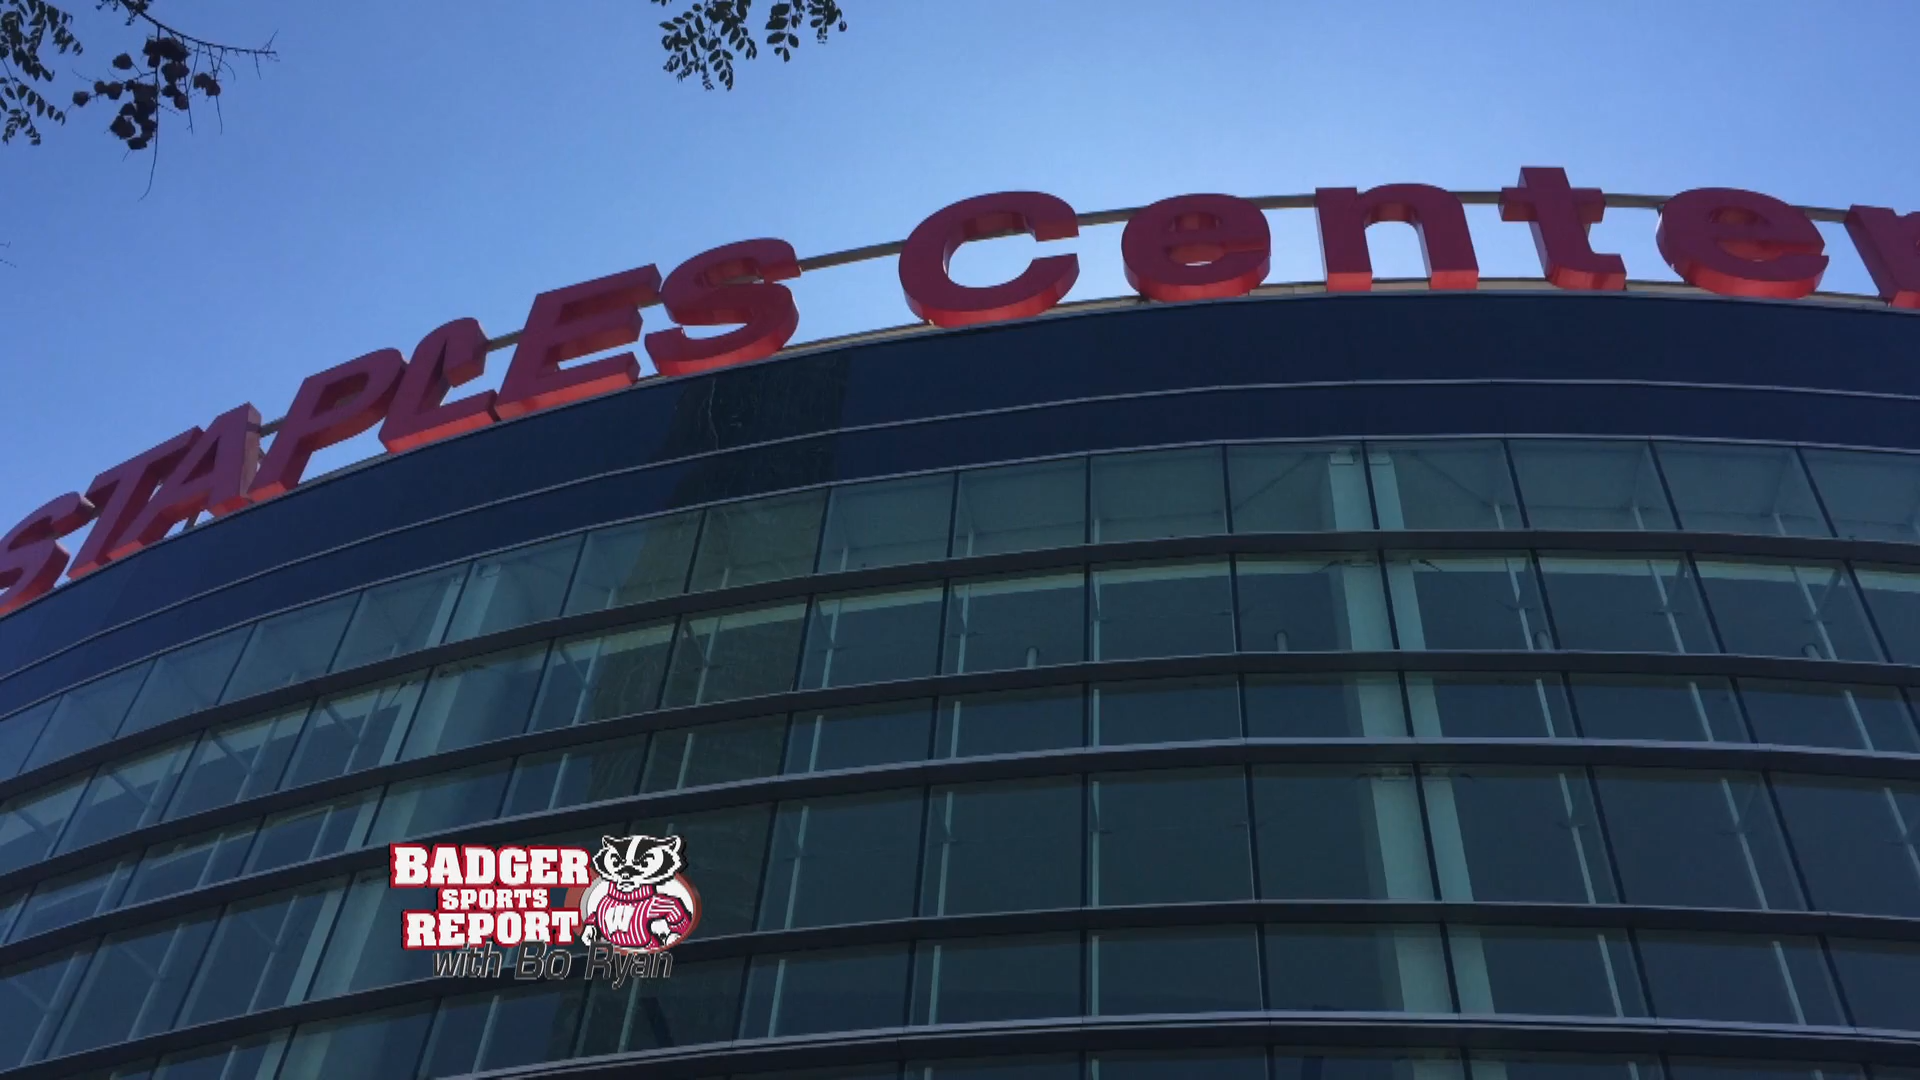 STAPLES Center
BADGER
SPORTS
REPORT
W
with Bo Ryan